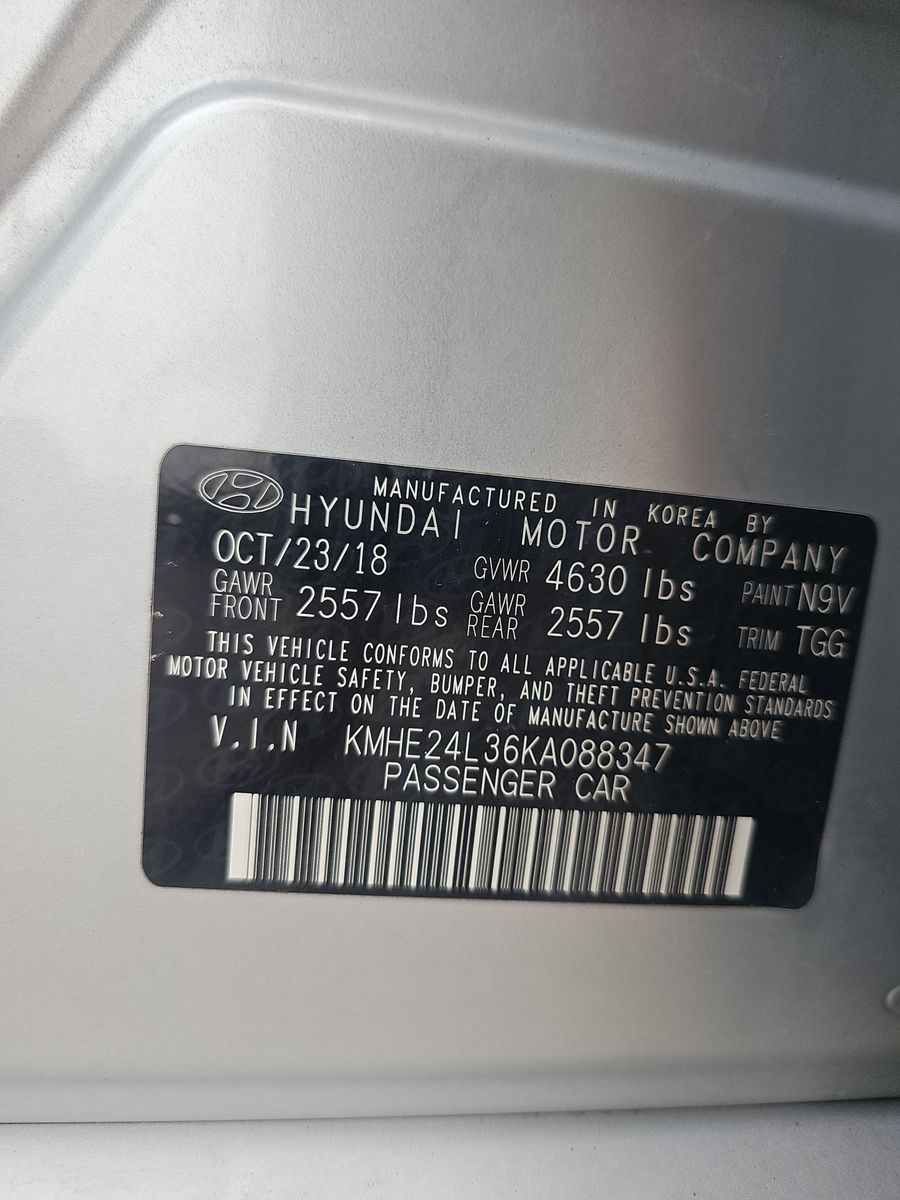 MANUFACTURED IN KOREA BY
HYUNDAI MOTOR COMPANY
OCT/23/18 GVWR 4630 lbs PAINT N9V
GAWR FRONT 2557 lbs GAWR REAR 2557 lbs TRIM TGG
THIS VEHICLE CONFORMS TO ALL APPLICABLE U.S.A. FEDERAL
MOTOR VEHICLE SAFETY, BUMPER, AND THEFT PREVENTION STANDARDS
IN EFFECT ON THE DATE OF MANUFACTURE SHOWN ABOVE
V.I.N KMHE24L36KA088347
PASSENGER CAR